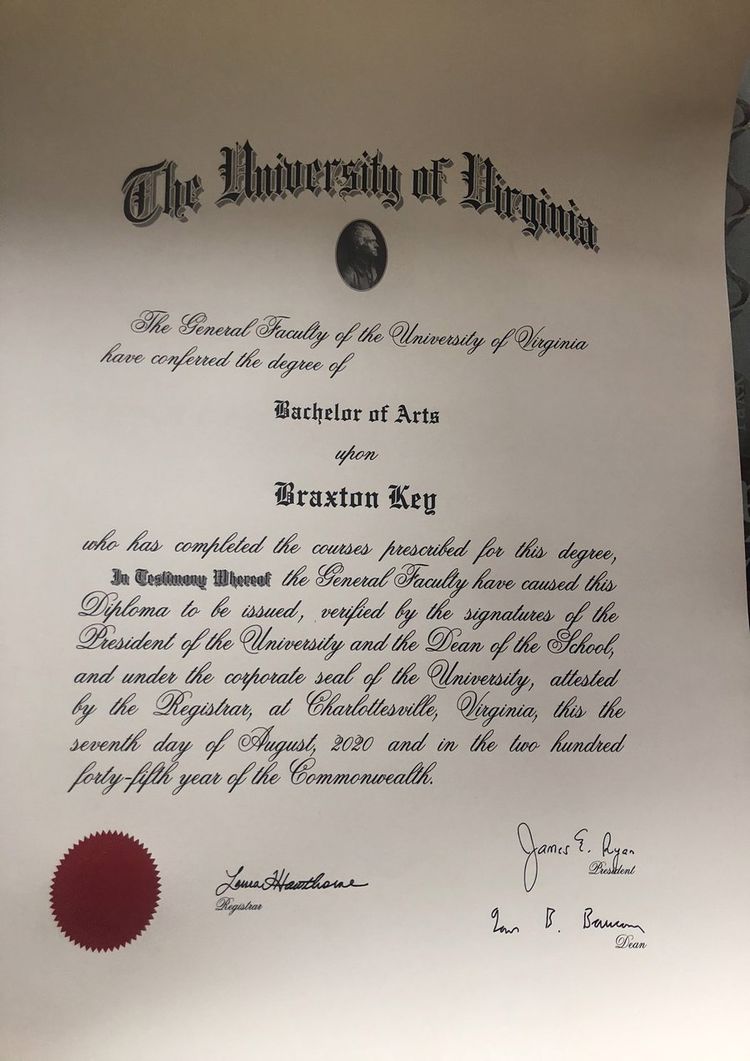 The University of Virginia
The General Faculty of the University of Virginia
have conferred the degree of
Bachelor of Arts
upon
Braxton Key
who has completed the courses prescribed for this degree,
In Testimony Whereof the General Faculty have caused this
Diploma to be issued, verified by the signatures of the
President of the University and the Dean of the School,
and under the corporate seal of the University, attested
by the Registrar, at Charlottesville, Virginia, this the
seventh day of August, 2020 and in the two hundred
forty-fifth year of the Commonwealth.
James E. Ryan
President
Laura Hawthorne
Registrar
B.
Dean